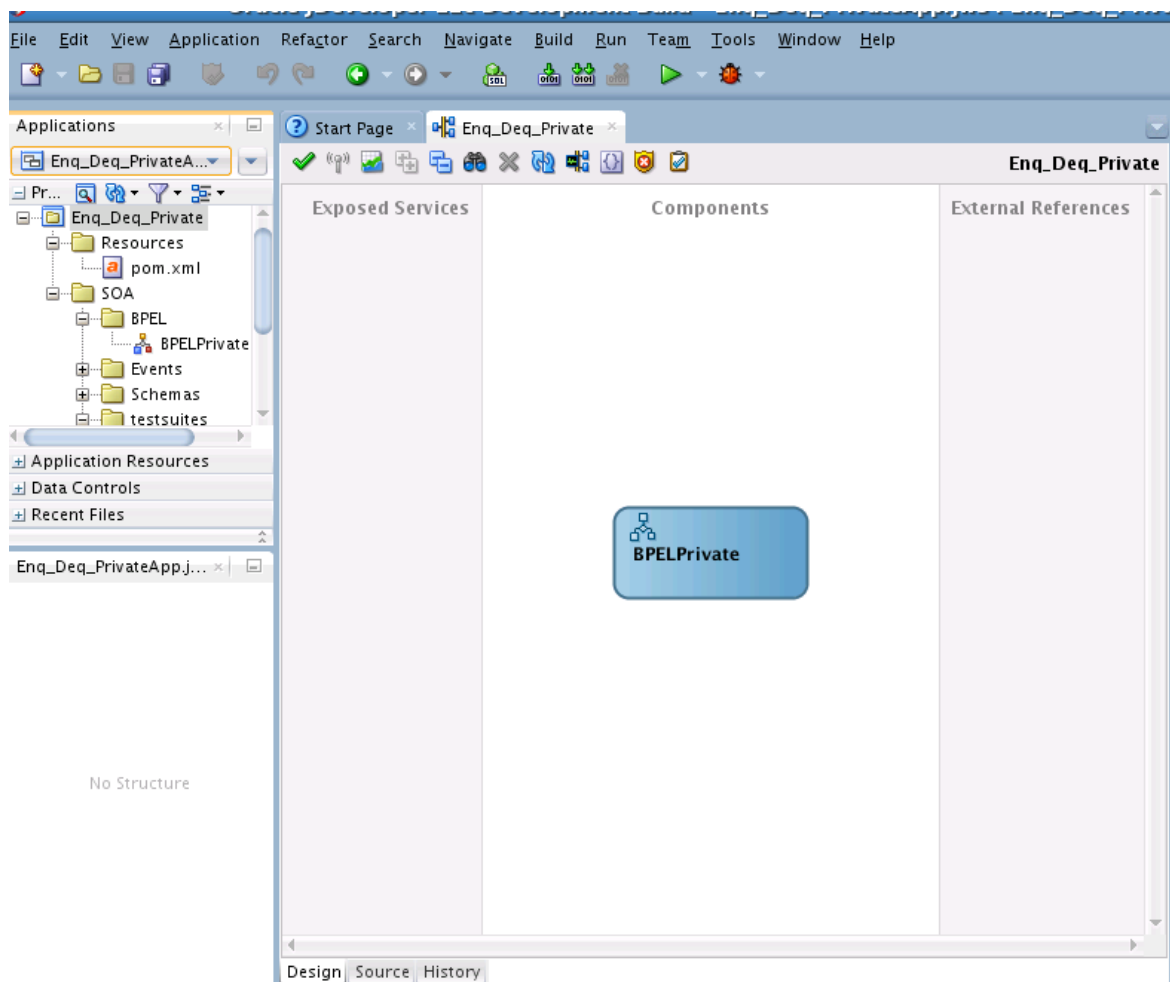 File Edit View Application Refactor Search Navigate Build Run Team Tools Window Help
Applications
Start Page
Enq_Deq_Private
Enq_Deq_PrivateA...
Enq_Deq_Private
Pr...
Enq_Deq_Private
Resources
pom.xml
SOA
BPEL
BPELPrivate
Events
Schemas
testsuites
Application Resources
Data Controls
Recent Files
Enq_Deq_PrivateApp.j...
No Structure
Exposed Services
Components
External References
BPELPrivate
Design Source History